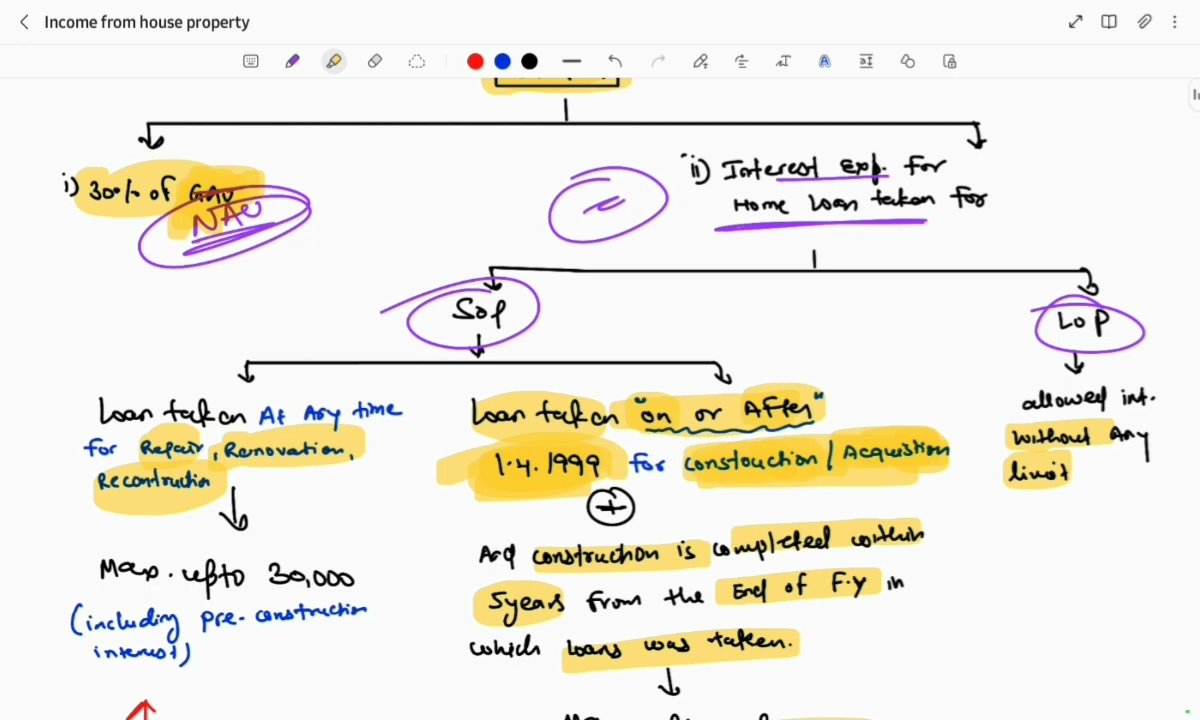 Income from house property
i) 30% of GAV
NAV
ii) Interest Exp. For
Home Loan taken For
Sop
LoP
Loan taken At Any time
for Repair, Removation,
Recontruction
Max. upto 30,000
(including pre-construction
interest)
Loan taken "on or After"
1.4.1999 for construction / Acquistion
+
And construction is completed within
5years from the End of F.y in
which loans was taken.
allowed int.
without Any
limit